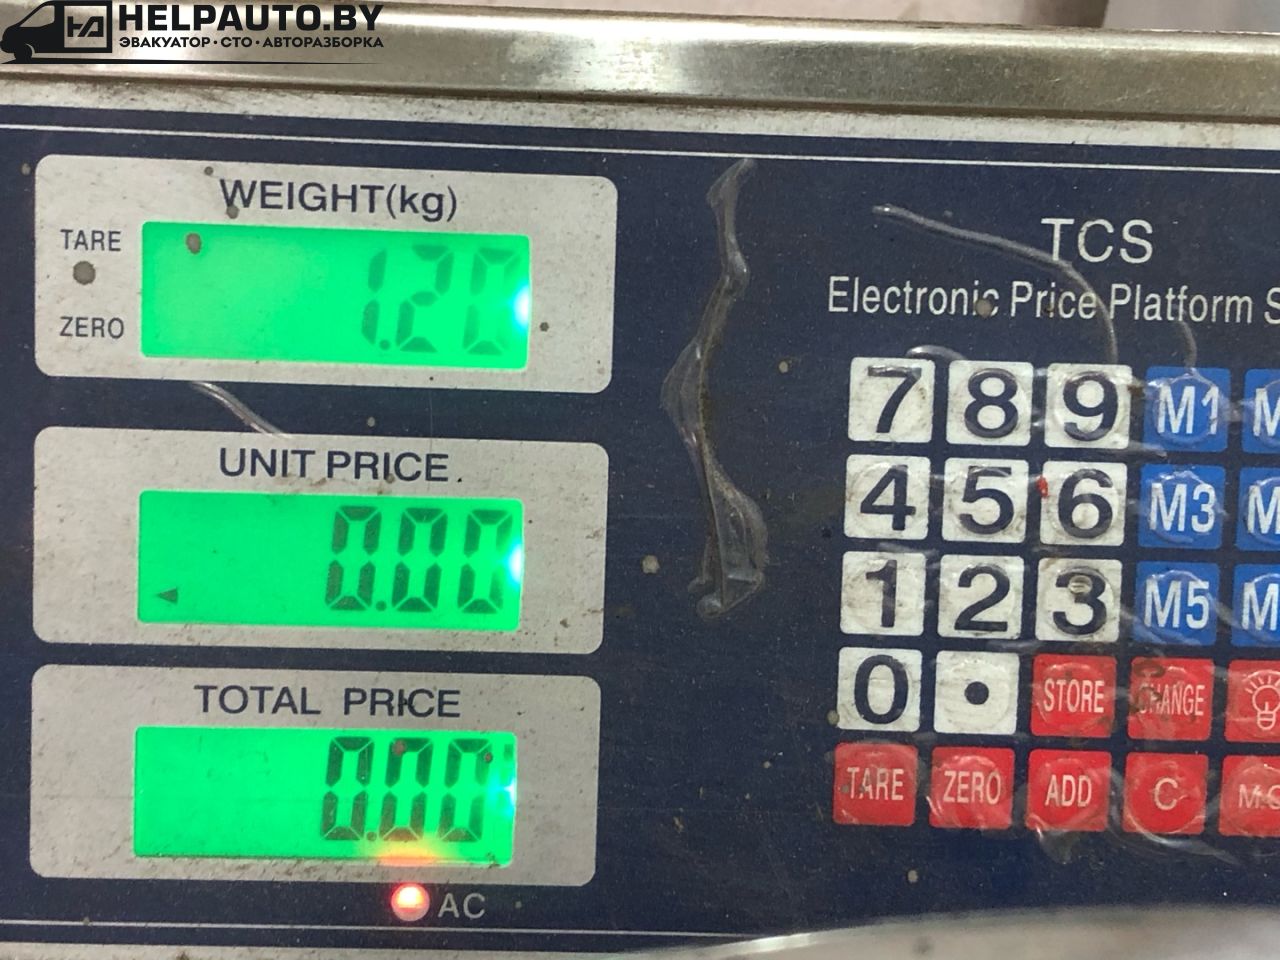 HELPAUTO.BY
ЭВАКУАТОР·СТО·АВТОРАЗБОРКА
WEIGHT(kg)
TARE
1.20
ZERO
UNIT PRICE
0.00
TOTAL PRICE
0.00
AC
TCS
Electronic Price Platform S
7 8 9 M1 M
4 5 6 M3 M
1 2 3 M5 M
0 . STORE CHANGE
TARE ZERO ADD C